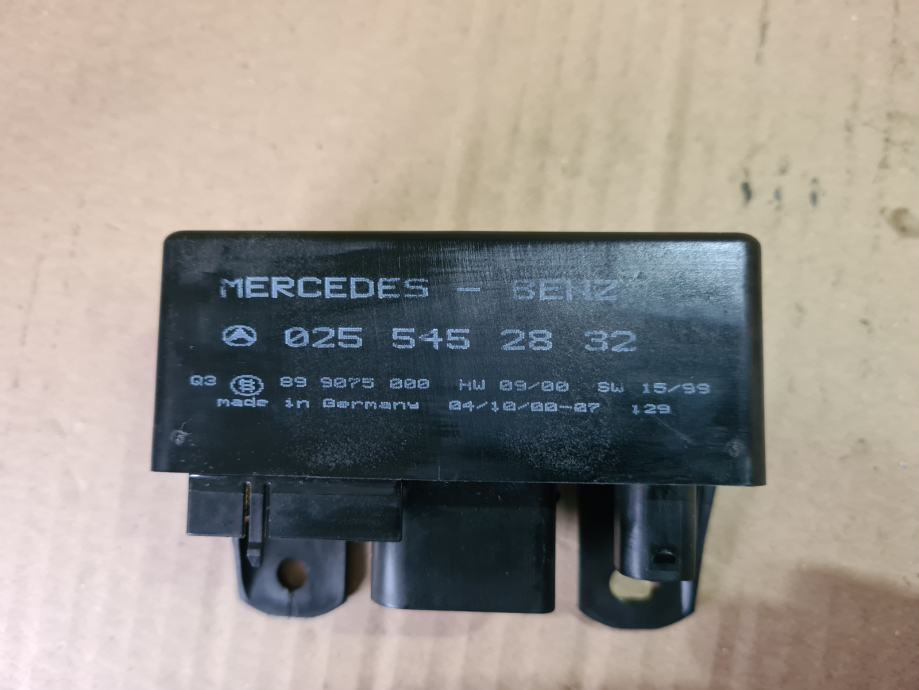 MERCEDES - BENZ
025 545 28 32
Q3 89 9075 000 HW 09/00 SW 15/99
made in Germany 04/10/00-07 129